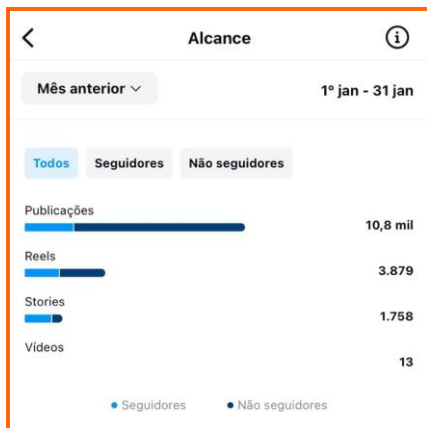 Alcance
Mês anterior
1º jan - 31 jan
Todos Seguidores Não seguidores
Publicações
10,8 mil
Reels
3.879
Stories
1.758
Vídeos
13
Seguidores Não seguidores